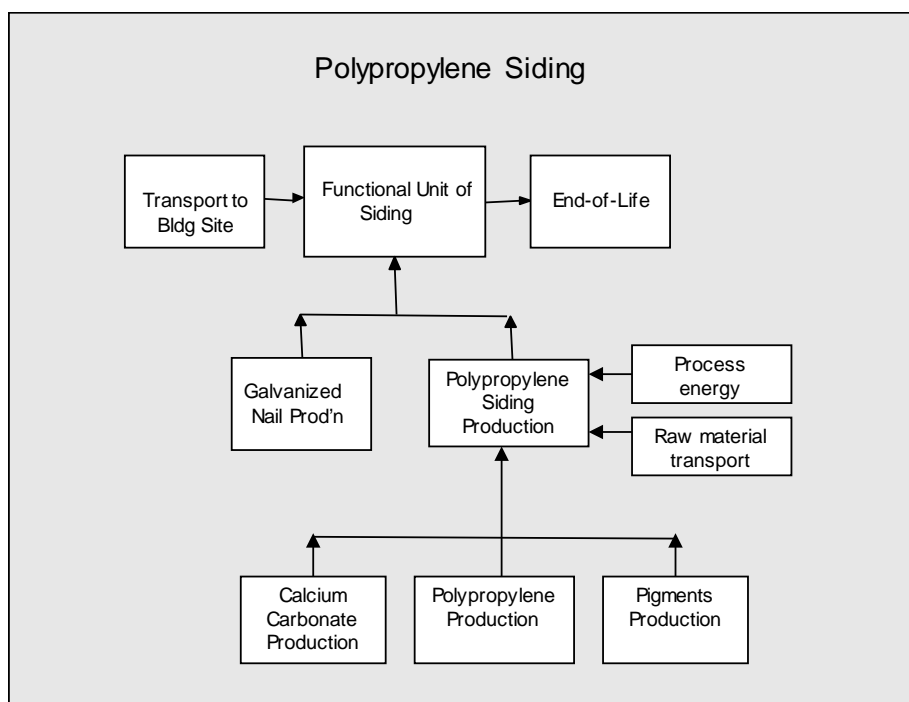 Polypropylene Siding
Transport to
Bldg Site
Functional Unit of
Siding
End-of-Life
Galvanized
Nail Prod'n
Polypropylene
Siding
Production
Process
energy
Raw material
transport
Calcium
Carbonate
Production
Polypropylene
Production
Pigments
Production